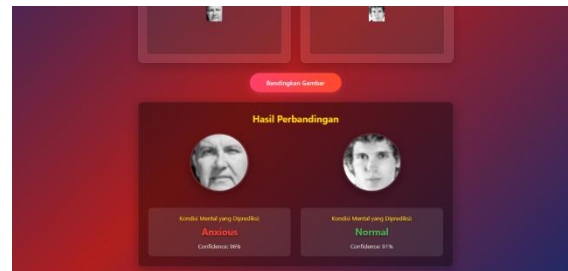 Bandingkan Gambar
Hasil Perbandingan
Kondisi Mental yang Diprediksi:
Anxious
Confidence: 96%
Kondisi Mental yang Diprediksi:
Normal
Confidence: 91%